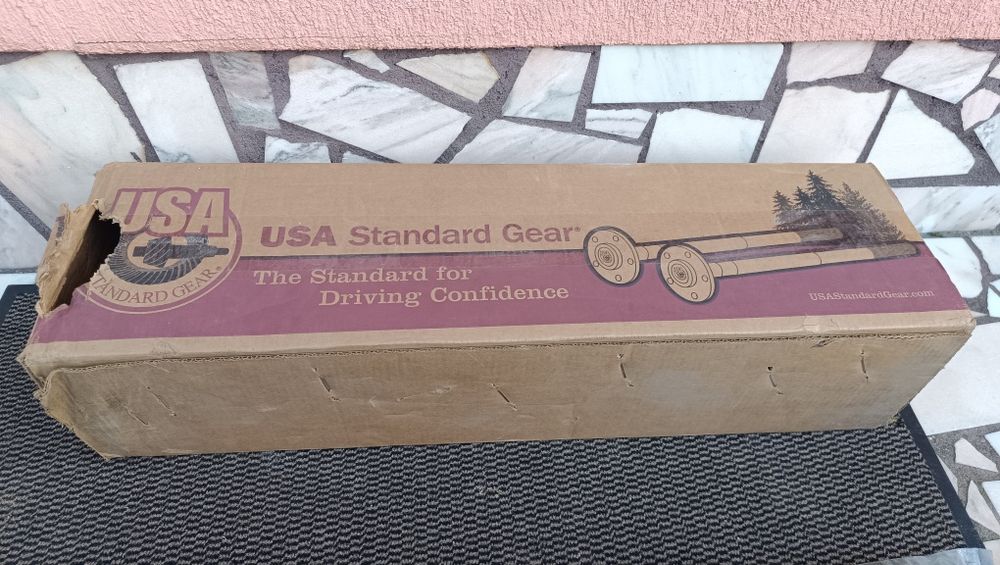 USA
STANDARD GEAR
USA Standard Gear®
The Standard for
Driving Confidence
USAStandardGear.com